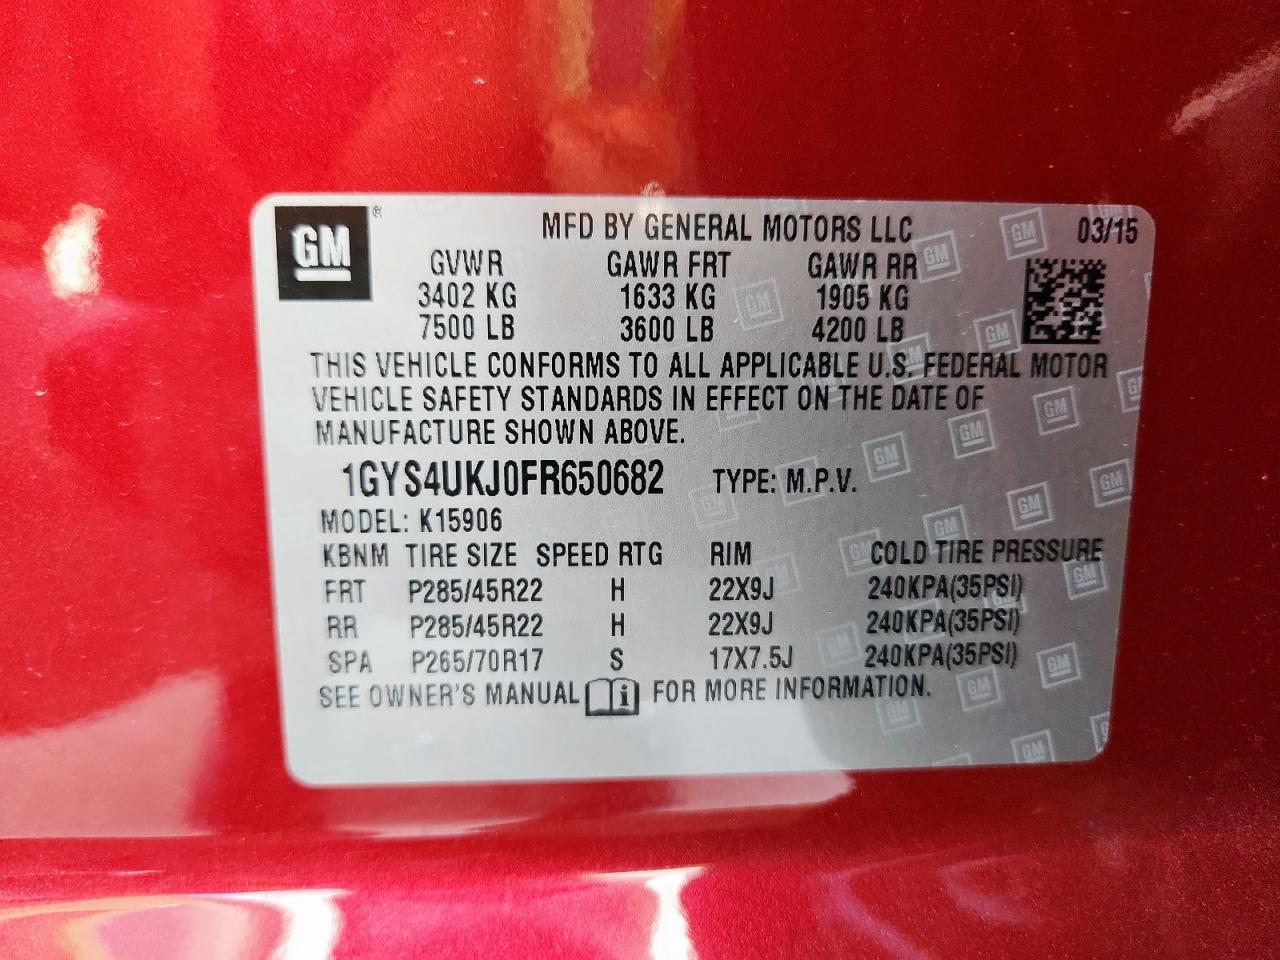 GM ® MFD BY GENERAL MOTORS LLC 03/15
GVWR GAWR FRT GAWR RR
3402 KG 1633 KG 1905 KG
7500 LB 3600 LB 4200 LB
THIS VEHICLE CONFORMS TO ALL APPLICABLE U.S. FEDERAL MOTOR
VEHICLE SAFETY STANDARDS IN EFFECT ON THE DATE OF
MANUFACTURE SHOWN ABOVE.
1GYS4UKJ0FR650682 TYPE: M.P.V.
MODEL: K15906
KBNM TIRE SIZE SPEED RTG RIM COLD TIRE PRESSURE
FRT P285/45R22 H 22X9J 240KPA(35PSI)
RR P285/45R22 H 22X9J 240KPA(35PSI)
SPA P265/70R17 S 17X7.5J 240KPA(35PSI)
SEE OWNER'S MANUAL i FOR MORE INFORMATION.